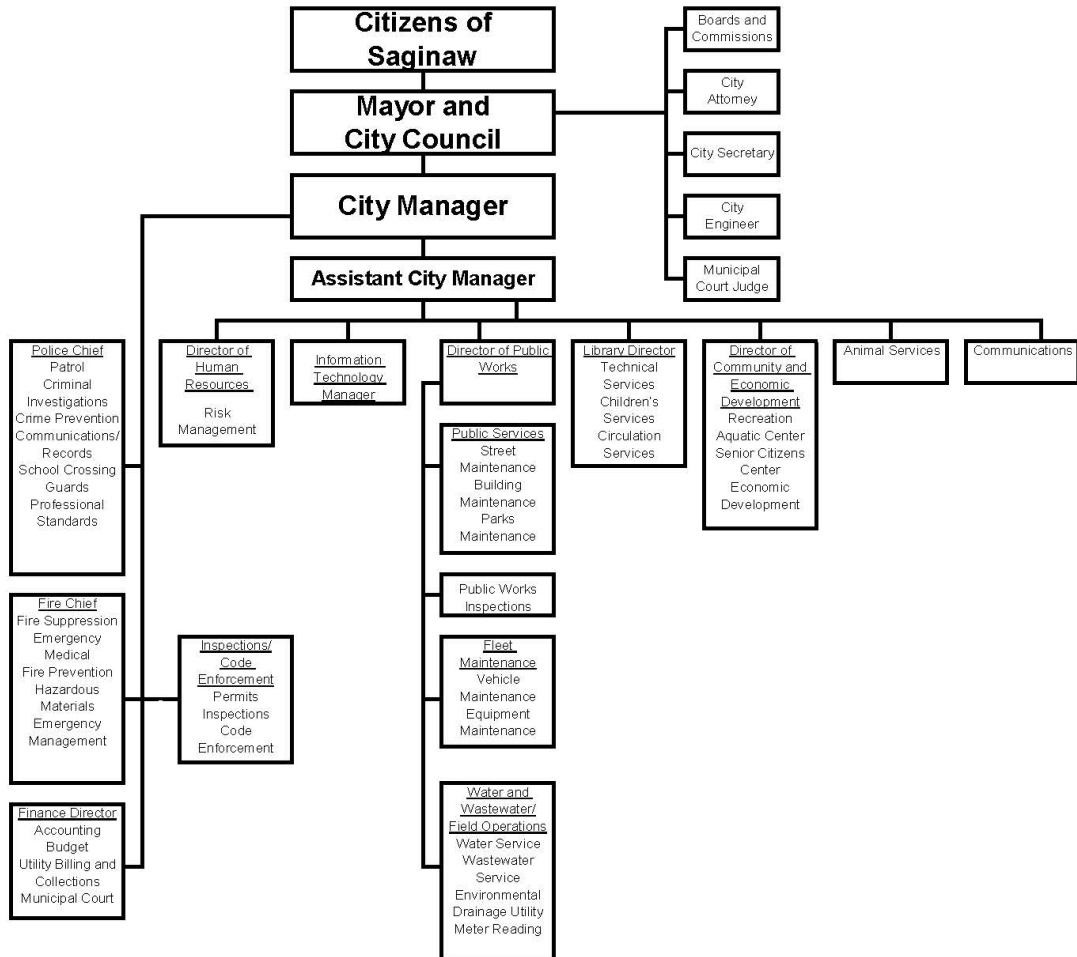 Citizens of
Saginaw
Mayor and
City Council
City Manager
Assistant City Manager
Boards and
Commissions
City
Attorney
City Secretary
City
Engineer
Municipal
Court Judge
Police Chief
Patrol
Criminal
Investigations
Crime Prevention
Communications/
Records
School Crossing
Guards
Professional
Standards
Director of
Human
Resources
Risk
Management
Information
Technology
Manager
Director of Public
Works
Library Director
Technical
Services
Children's
Services
Circulation
Services
Director of
Community and
Economic
Development
Recreation
Aquatic Center
Senior Citizens
Center
Economic
Development
Animal Services
Communications
Public Services
Street
Maintenance
Building
Maintenance
Parks
Maintenance
Public Works
Inspections
Fire Chief
Fire Suppression
Emergency
Medical
Fire Prevention
Hazardous
Materials
Emergency
Management
Inspections/
Code
Enforcement
Permits
Inspections
Code
Enforcement
Fleet
Maintenance
Vehicle
Maintenance
Equipment
Maintenance
Finance Director
Accounting
Budget
Utility Billing and
Collections
Municipal Court
Water and
Wastewater/
Field Operations
Water Service
Wastewater
Service
Environmental
Drainage Utility
Meter Reading